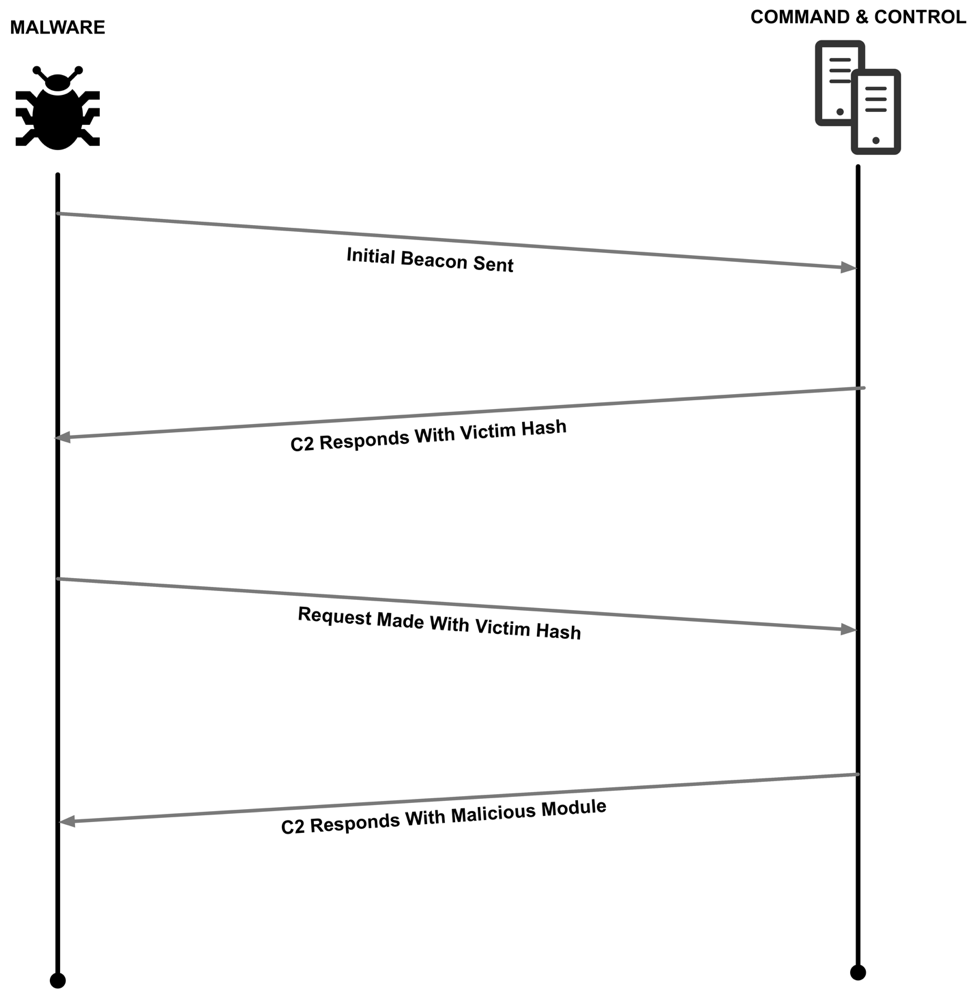 MALWARE
COMMAND & CONTROL
Initial Beacon Sent
C2 Responds With Victim Hash
Request Made With Victim Hash
C2 Responds With Malicious Module